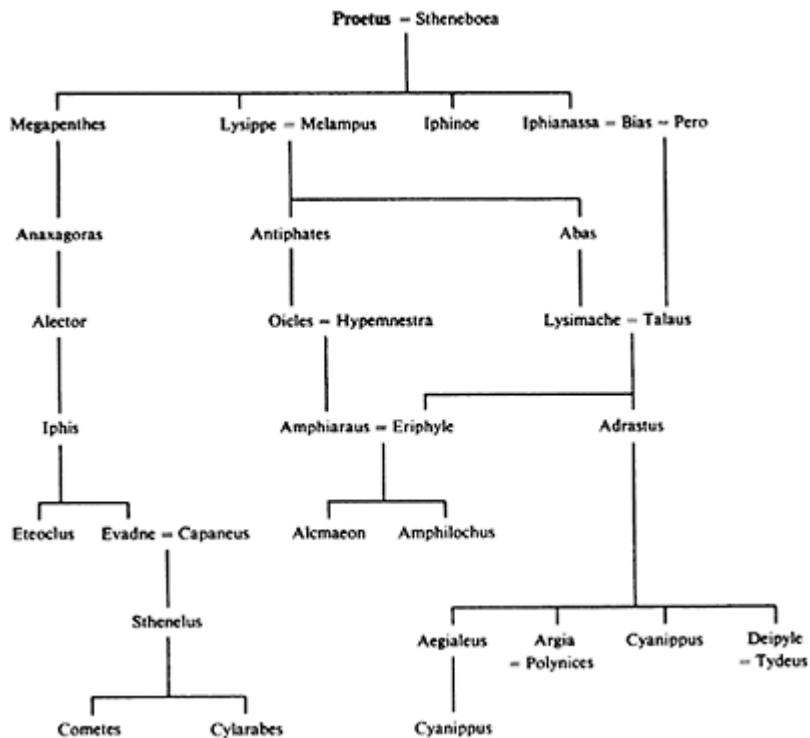 Proetus = Stheneboea
Megapenthes Lysippe = Melampus Iphinoe Iphianassa = Bias = Pero
Anaxagoras Antiphates Abas
Alector Oicles = Hypemnestra Lysimache = Talaus
Iphis Amphiaraus = Eriphyle Adrastus
Eteoclus Evadne = Capaneus Alcmaeon Amphilochus
Sthenelus
Aegialeus Argia Cyanippus Deipyle
= Polynices = Tydeus
Cometes Cylarabes Cyanippus